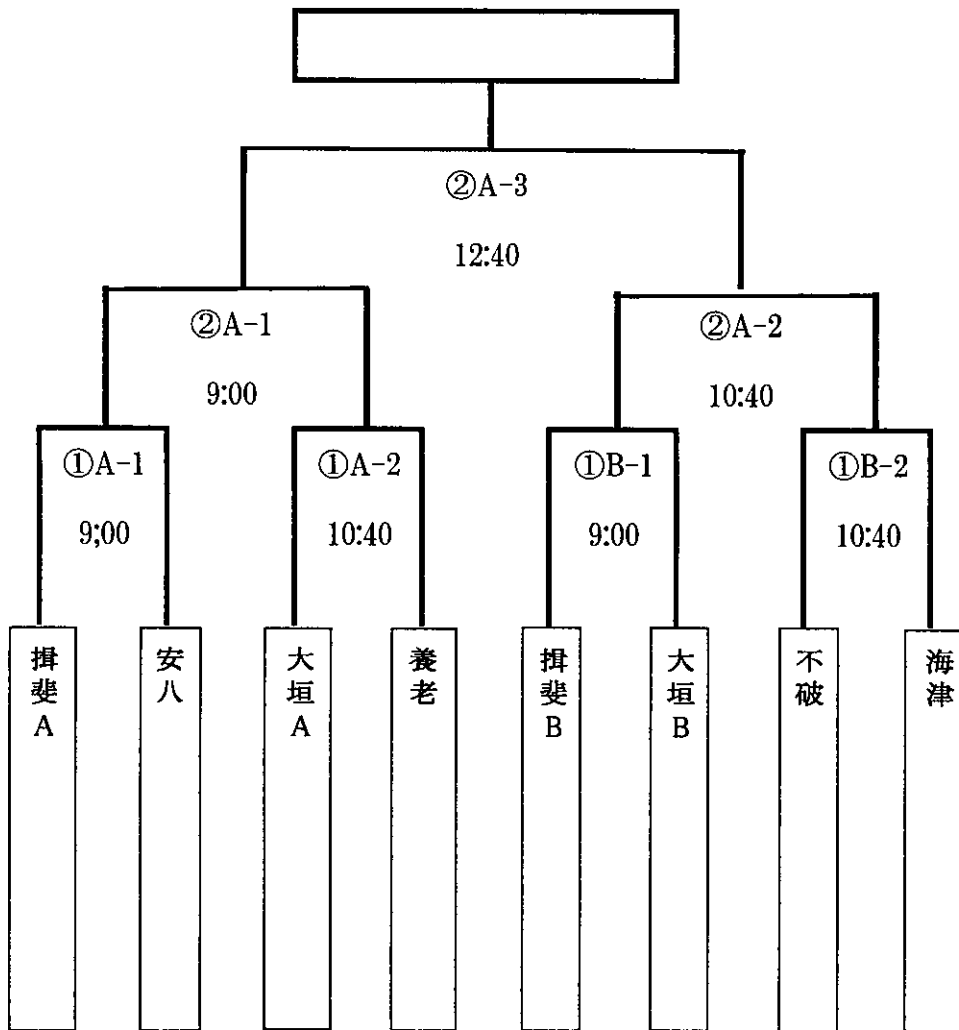 ②A-3
12:40
②A-1
9:00
②A-2
10:40
①A-1
9;00
①A-2
10:40
①B-1
9:00
①B-2
10:40
揖斐A
安八
大垣A
養老
揖斐B
大垣B
不破
海津